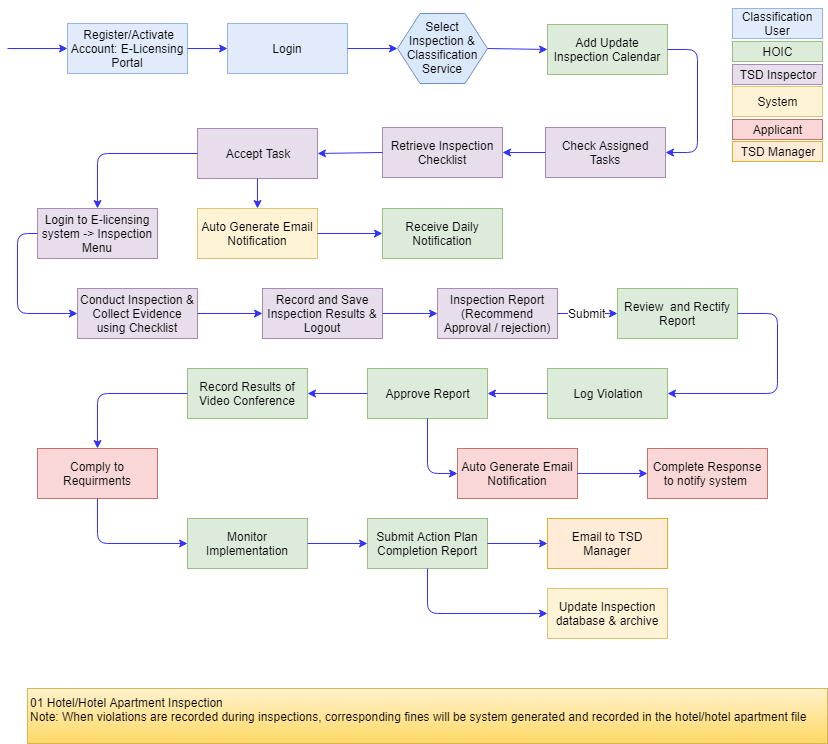 Register/Activate
Account: E-Licensing
Portal
Login
Select
Inspection &
Classification
Service
Add Update
Inspection Calendar
Classification
User
HOIC
TSD Inspector
System
Applicant
TSD Manager
Accept Task
Retrieve Inspection
Checklist
Check Assigned
Tasks
Login to E-licensing
system -> Inspection
Menu
Auto Generate Email
Notification
Receive Daily
Notification
Conduct Inspection &
Collect Evidence
using Checklist
Record and Save
Inspection Results &
Logout
Inspection Report
(Recommend
Approval / rejection)
Submit
Review and Rectify
Report
Record Results of
Video Conference
Approve Report
Log Violation
Comply to
Requirments
Auto Generate Email
Notification
Complete Response
to notify system
Monitor
Implementation
Submit Action Plan
Completion Report
Email to TSD
Manager
Update Inspection
database & archive
01 Hotel/Hotel Apartment Inspection
Note: When violations are recorded during inspections, corresponding fines will be system generated and recorded in the hotel/hotel apartment file